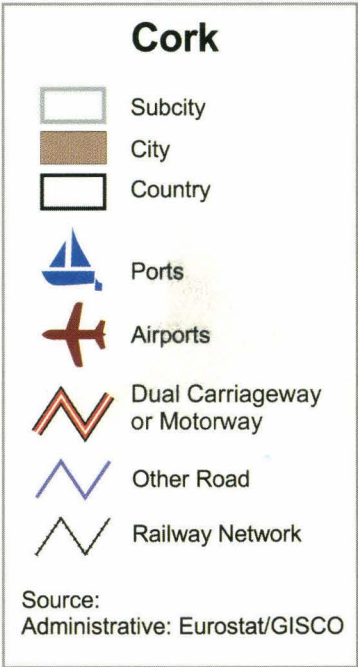 Cork
Subcity
City
Country
Ports
Airports
Dual Carriageway
or Motorway
Other Road
Railway Network
Source:
Administrative: Eurostat/GISCO